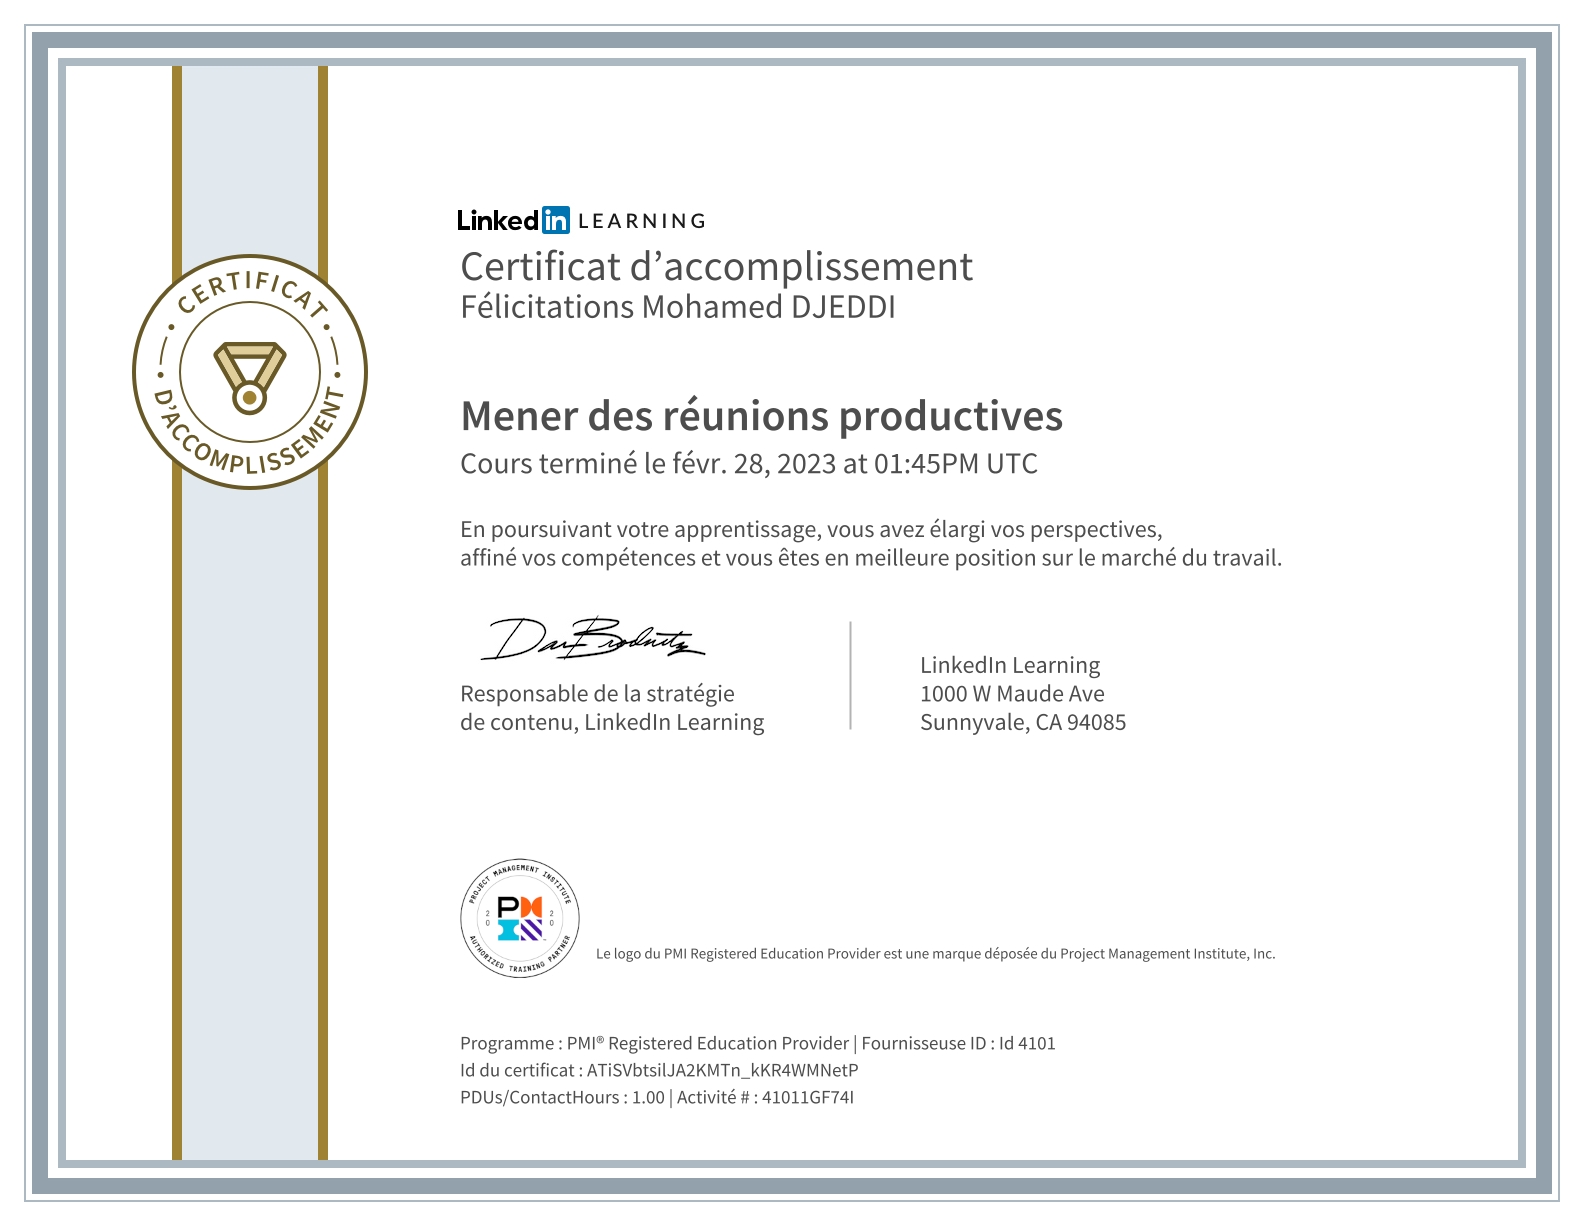 CERTIFICAT
D'ACCOMPLISSEMENT
Linkedin LEARNING
Certificat d’accomplissement
Félicitations Mohamed DJEDDI
Mener des réunions productives
Cours terminé le févr. 28, 2023 at 01:45PM UTC
En poursuivant votre apprentissage, vous avez élargi vos perspectives,
affiné vos compétences et vous êtes en meilleure position sur le marché du travail.
Dan Brodnitz
Responsable de la stratégie
de contenu, LinkedIn Learning
LinkedIn Learning
1000 W Maude Ave
Sunnyvale, CA 94085
PROJECT MANAGEMENT INSTITUTE
20 PMI 20
AUTHORIZED TRAINING PARTNER
Le logo du PMI Registered Education Provider est une marque déposée du Project Management Institute, Inc.
Programme : PMI® Registered Education Provider | Fournisseuse ID : Id 4101
Id du certificat : ATiSVbtsilJA2KMTn_kKR4WMNetP
PDUs/ContactHours : 1.00 | Activité # : 41011GF74I